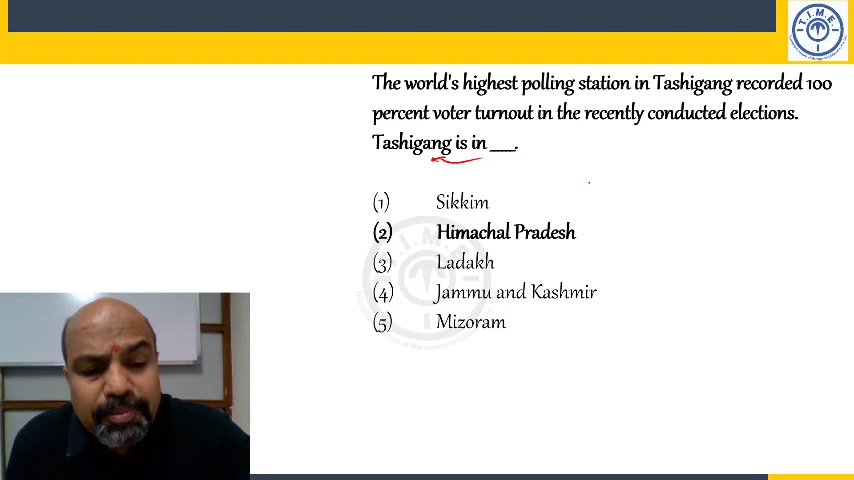 T.I.M.E.
The world's highest polling station in Tashigang recorded 100
percent voter turnout in the recently conducted elections.
Tashigang is in ____.
(1) Sikkim
(2) Himachal Pradesh
(3) Ladakh
(4) Jammu and Kashmir
(5) Mizoram